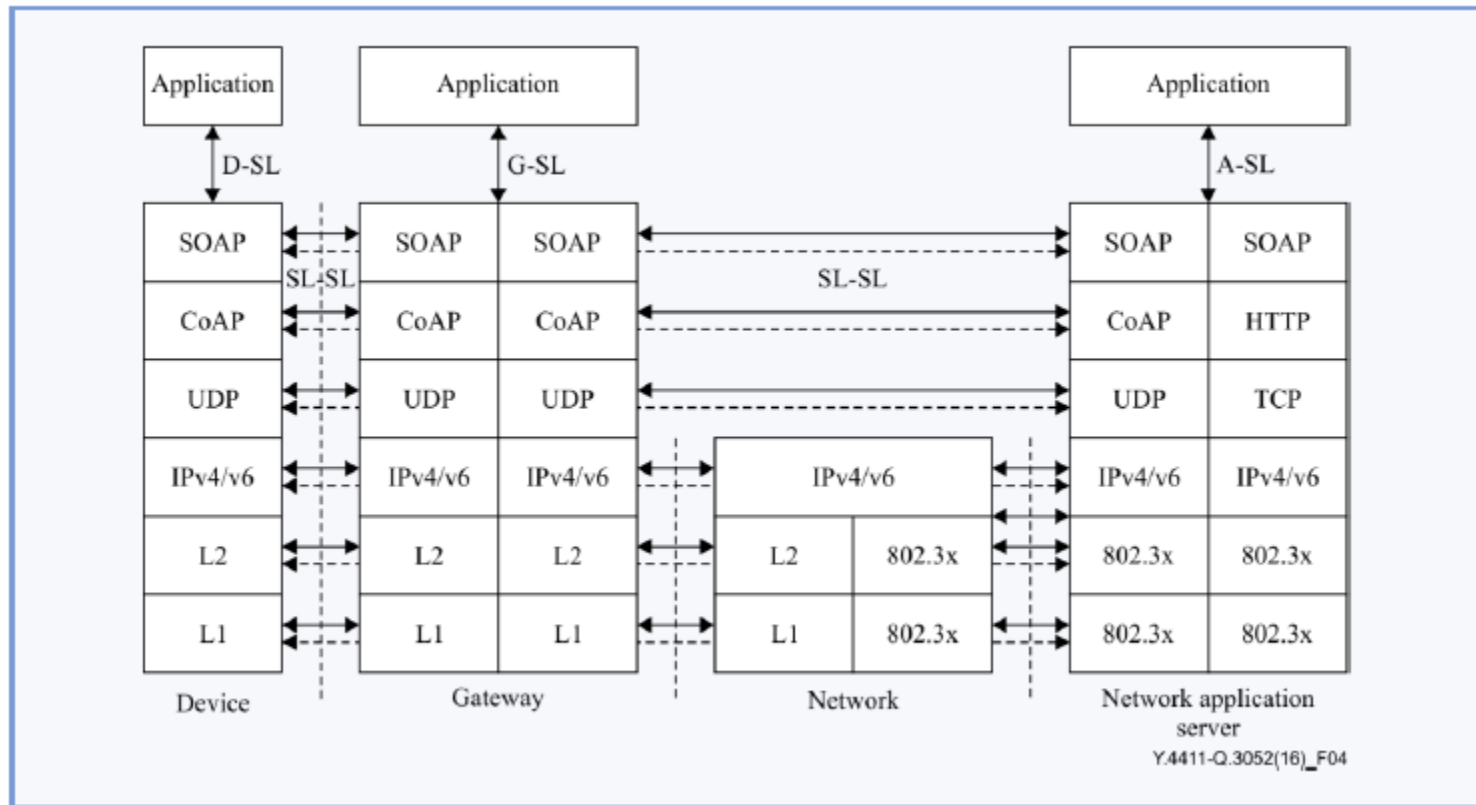 Application Application Application
D-SL G-SL A-SL
SOAP SOAP SOAP SOAP SOAP
SL-SL SL-SL
CoAP CoAP CoAP CoAP HTTP
UDP UDP UDP UDP TCP
IPv4/v6 IPv4/v6 IPv4/v6 IPv4/v6 IPv4/v6 IPv4/v6
L2 L2 L2 L2 802.3x 802.3x 802.3x
L1 L1 L1 L1 802.3x 802.3x 802.3x
Device Gateway Network Network application
server
Y.4411-Q.3052(16)_F04